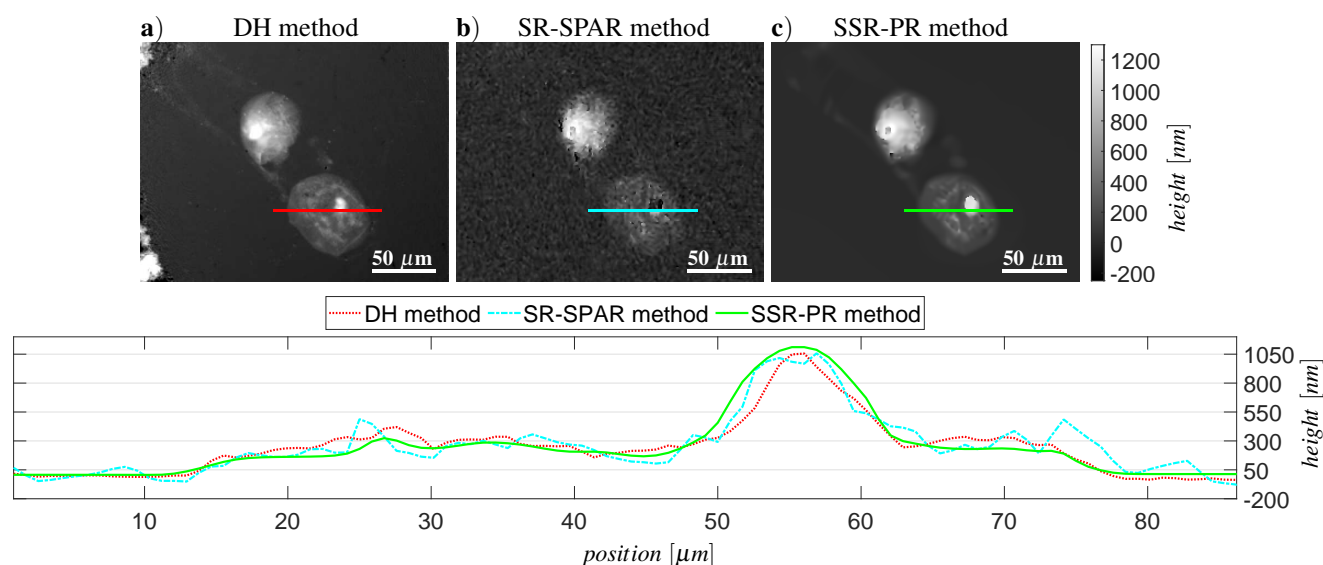 a) DH method b) SR-SPAR method c) SSR-PR method
1200
1000
800
600
400
200
0
-200
height [nm]
50 μm 50 μm 50 μm
DH method SR-SPAR method SSR-PR method
1050
800
550
300
50
-200
height [nm]
10 20 30 40 50 60 70 80
position [μm]